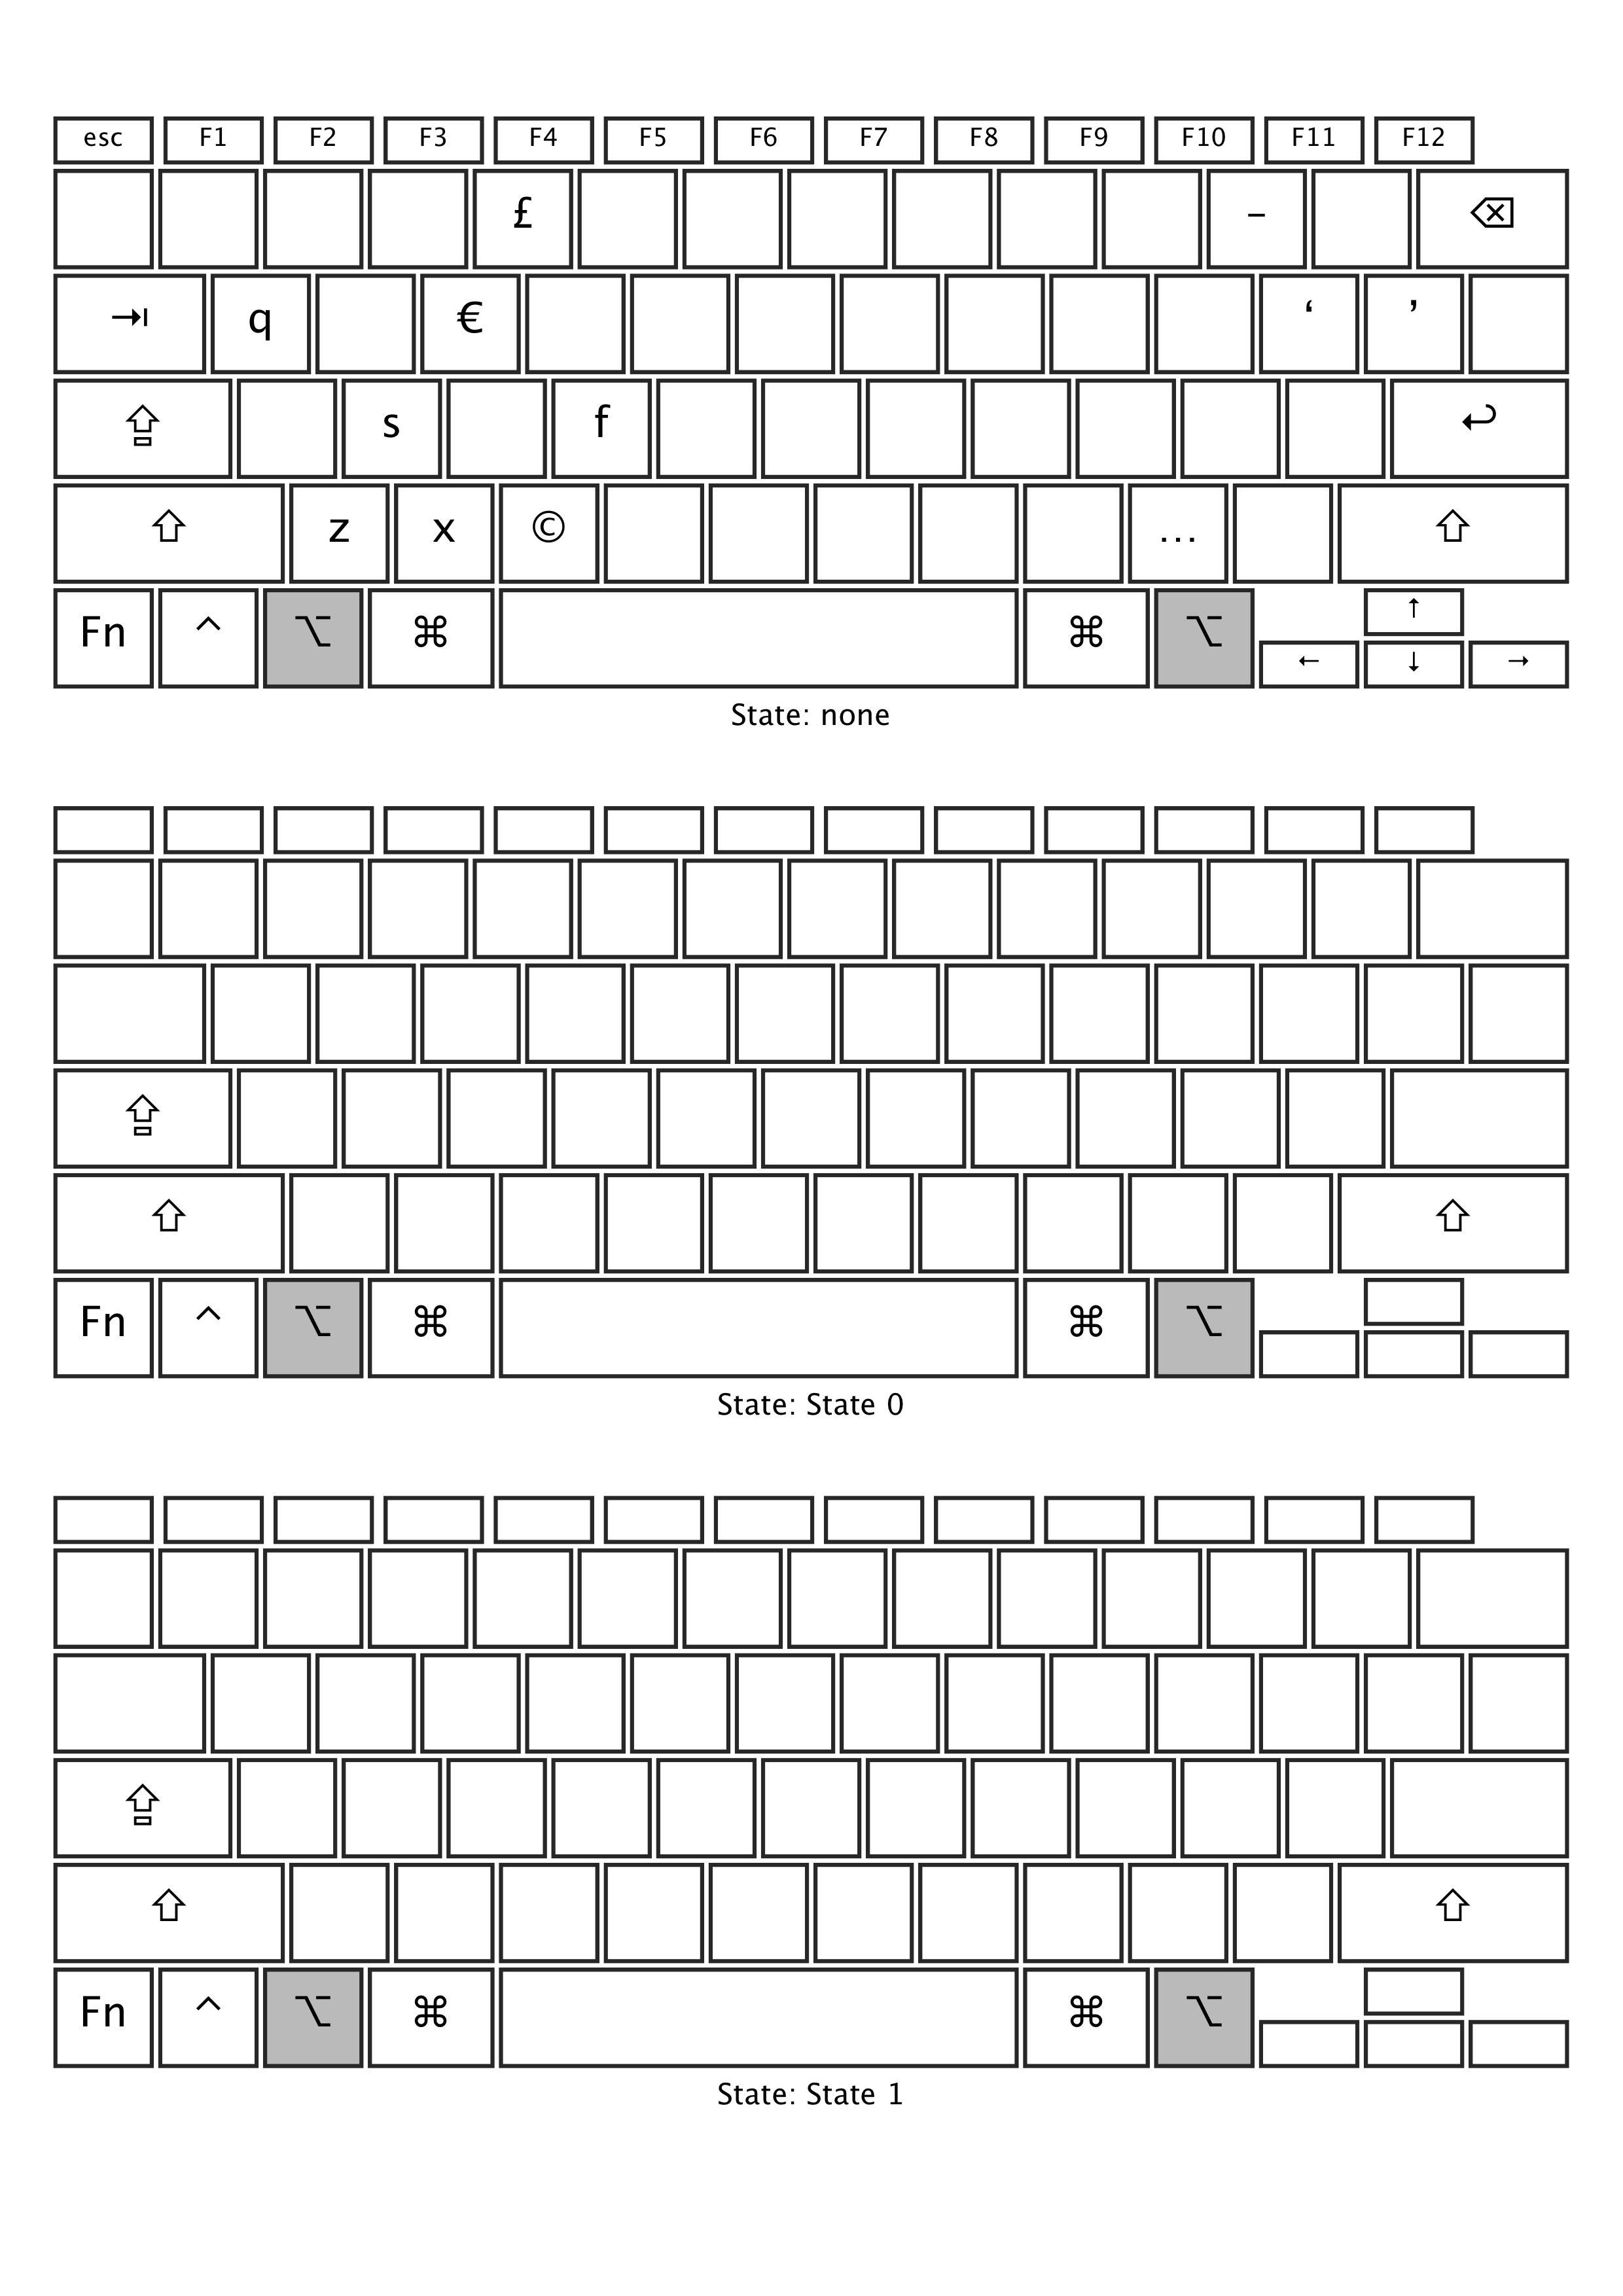 esc F1 F2 F3 F4 F5 F6 F7 F8 F9 F10 F11 F12
£ – ⌫
⇥ q € ‘ ’
⇪ s f ↩
⇧ z x © … ⇧
Fn ^ ⌥ ⌘ ⌘ ⌥ ↑
← ↓ →
State: none
⇪
⇧ ⇧
Fn ^ ⌥ ⌘ ⌘ ⌥
State: State 0
⇪
⇧ ⇧
Fn ^ ⌥ ⌘ ⌘ ⌥
State: State 1